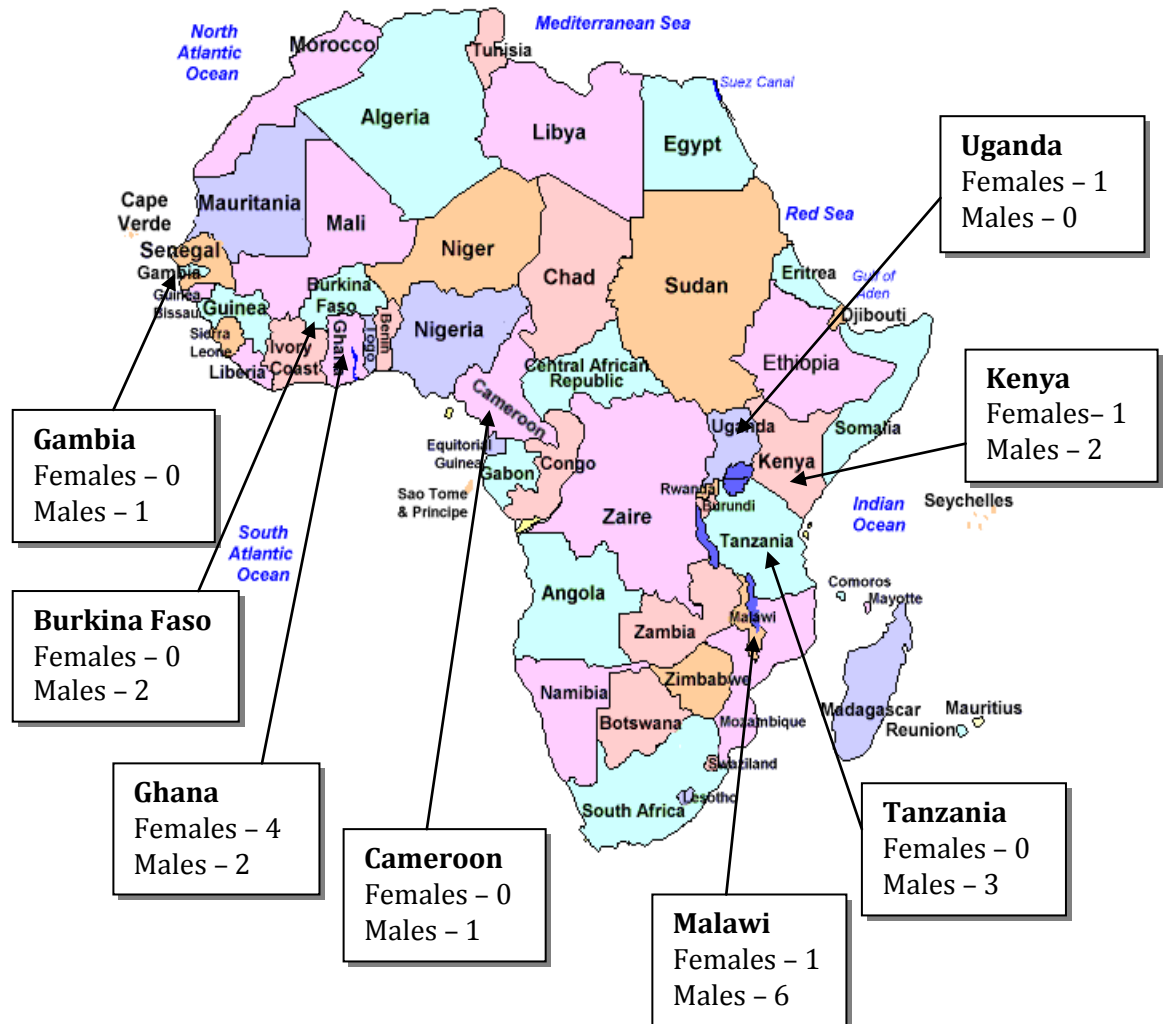 North
Atlantic
Ocean
Mediterranean Sea
Morocco
Tunisia
Suez Canal
Algeria
Libya
Egypt
Uganda
Females – 1
Males – 0
Cape
Verde
Mauritania
Mali
Niger
Chad
Sudan
Red Sea
Eritrea
Gulf of
Aden
Djibouti
Senegal
Gambia
Guinea
Bissau
Guinea
Burkina
Faso
Sierra
Leone
Liberia
Ivory
Coast
Ghana
Togo
Benin
Nigeria
Cameroon
Central African
Republic
Ethiopia
Somalia
Kenya
Females– 1
Males – 2
Uganda
Kenya
Equitorial
Guinea
Gabon
Congo
Sao Tome
& Principe
Zaire
Rwanda
Burundi
Tanzania
Indian
Ocean
Seychelles
Gambia
Females – 0
Males – 1
South
Atlantic
Ocean
Angola
Zambia
Malawi
Comoros
Mayotte
Burkina Faso
Females – 0
Males – 2
Namibia
Zimbabwe
Botswana
Mozambique
Madagascar
Mauritius
Reunion
Swaziland
Lesotho
South Africa
Ghana
Females – 4
Males – 2
Cameroon
Females – 0
Males – 1
Malawi
Females – 1
Males – 6
Tanzania
Females – 0
Males – 3